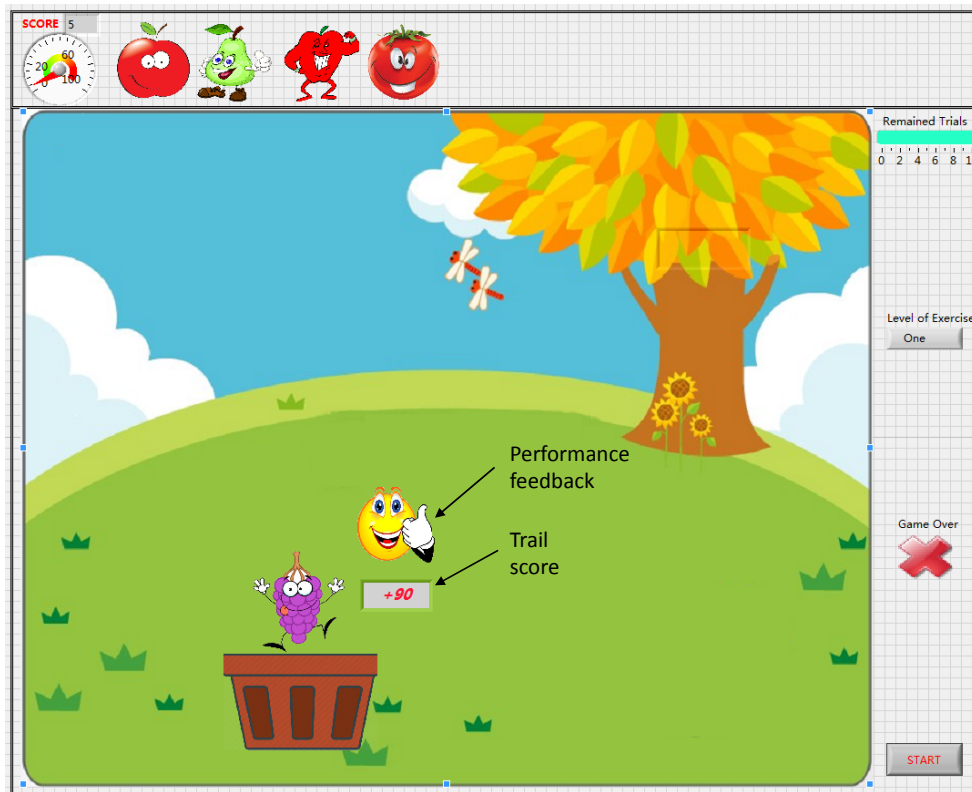 SCORE 5
60
20
0 100
Remained Trials
0 2 4 6 8 1
Level of Exercise
One
Performance
feedback
Trail
score
Game Over
+90
START